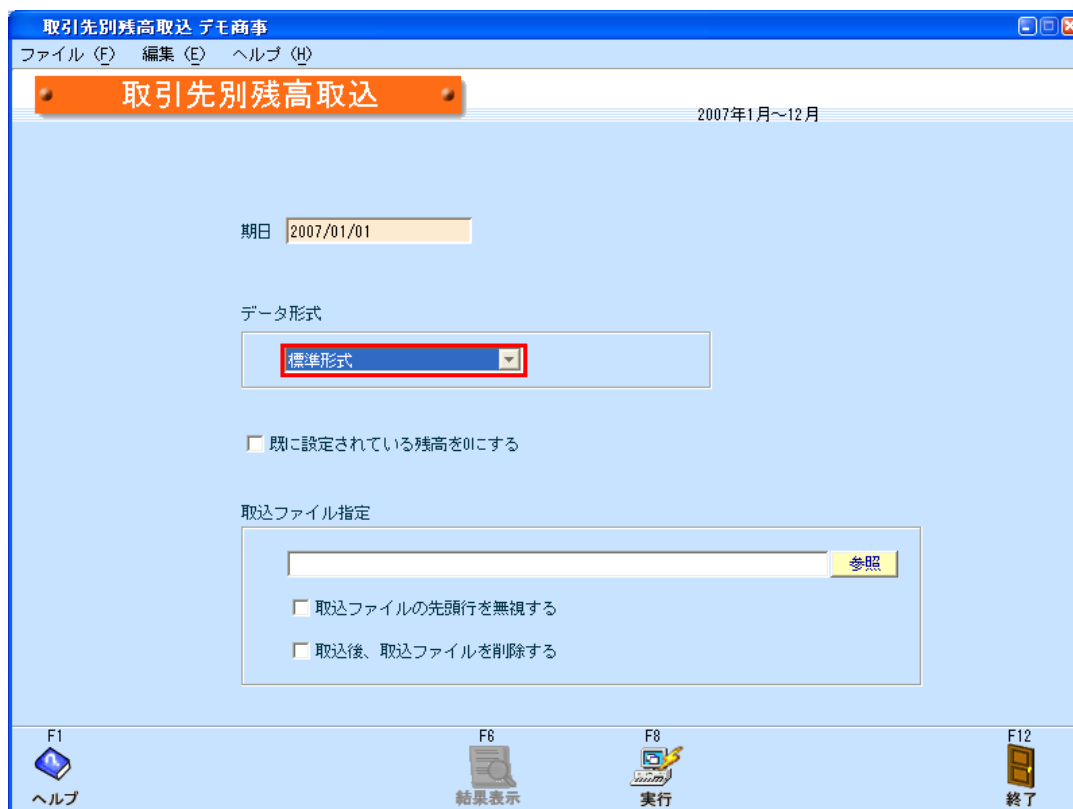 取引先別残高取込 デモ商事
ファイル (F) 編集 (E) ヘルプ (H)
取引先別残高取込
2007年1月～12月
期日 2007/01/01
データ形式
標準形式
既に設定されている残高を0にする
取込ファイル指定
参照
取込ファイルの先頭行を無視する
取込後、取込ファイルを削除する
F1 F6 F8 F12
ヘルプ 結果表示 実行 終了